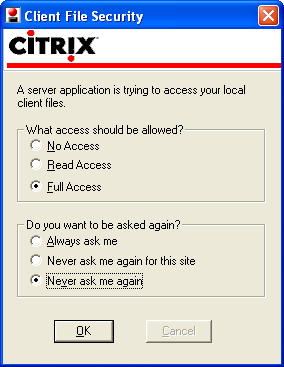 Client File Security
CİTRIX
A server application is trying to access your local
client files.
What access should be allowed?
No Access
Read Access
Full Access
Do you want to be asked again?
Always ask me
Never ask me again for this site
Never ask me again
OK
Cancel